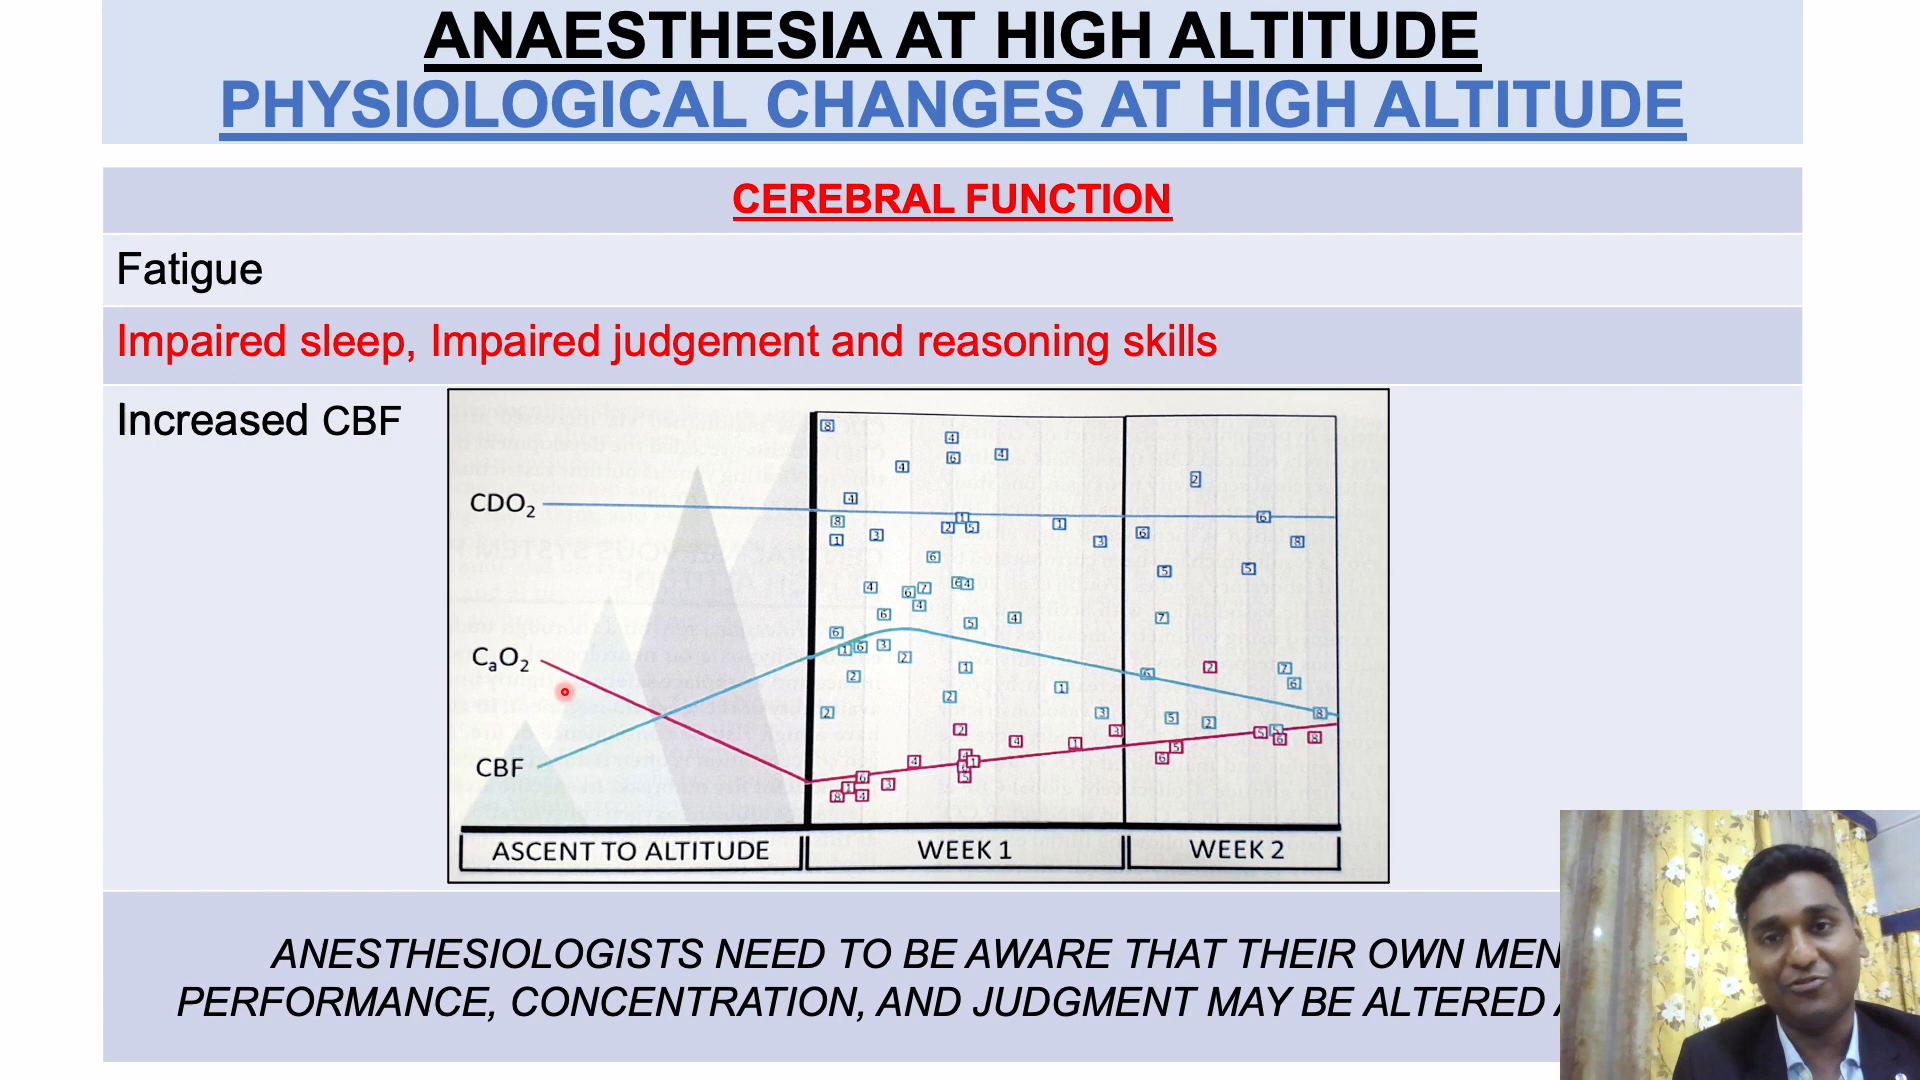 ANAESTHESIA AT HIGH ALTITUDE
PHYSIOLOGICAL CHANGES AT HIGH ALTITUDE
CEREBRAL FUNCTION
Fatigue
Impaired sleep, Impaired judgement and reasoning skills
Increased CBF
CDO₂
CₐO₂
CBF
ASCENT TO ALTITUDE
WEEK 1
WEEK 2
ANESTHESIOLOGISTS NEED TO BE AWARE THAT THEIR OWN MEN
PERFORMANCE, CONCENTRATION, AND JUDGMENT MAY BE ALTERED